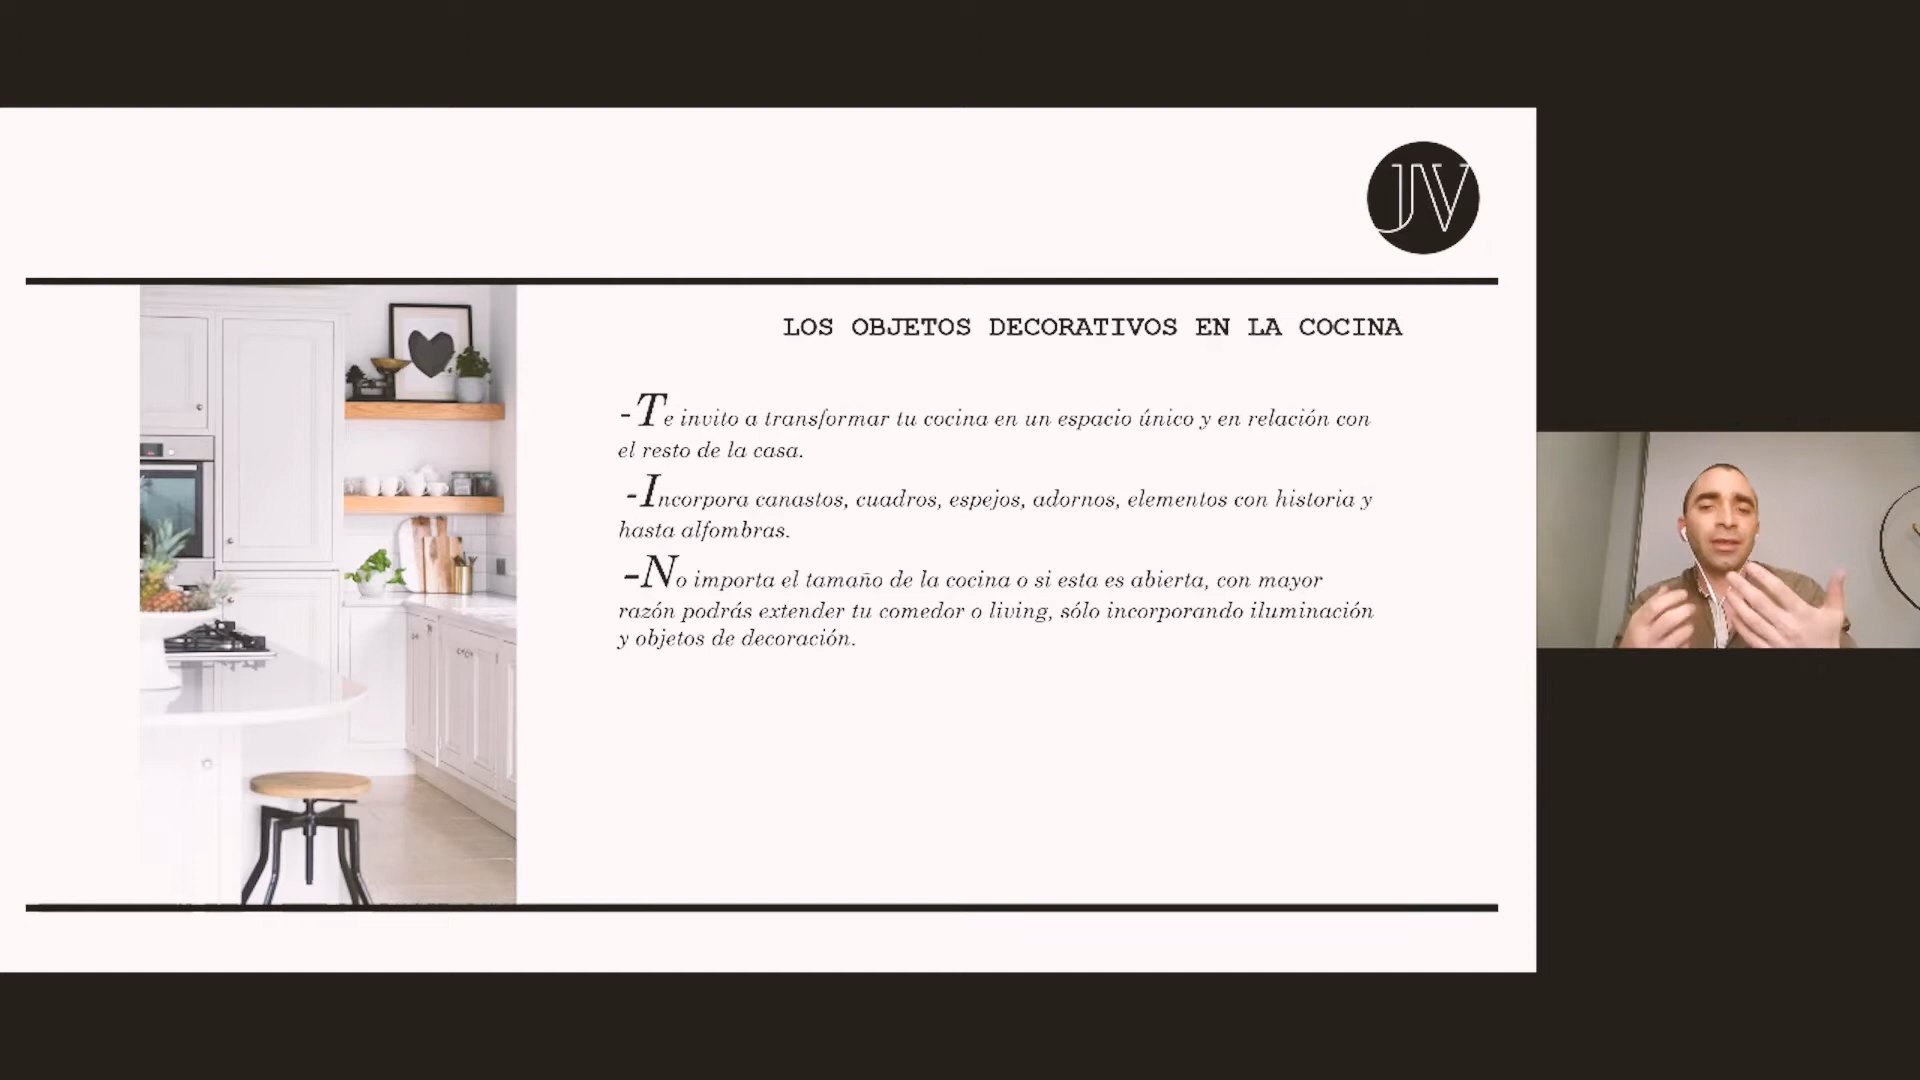 JV
LOS OBJETOS DECORATIVOS EN LA COCINA
-Te invito a transformar tu cocina en un espacio único y en relación con
el resto de la casa.
-Incorpora canastos, cuadros, espejos, adornos, elementos con historia y
hasta alfombras.
-No importa el tamaño de la cocina o si esta es abierta, con mayor
razón podrás extender tu comedor o living, sólo incorporando iluminación
y objetos de decoración.